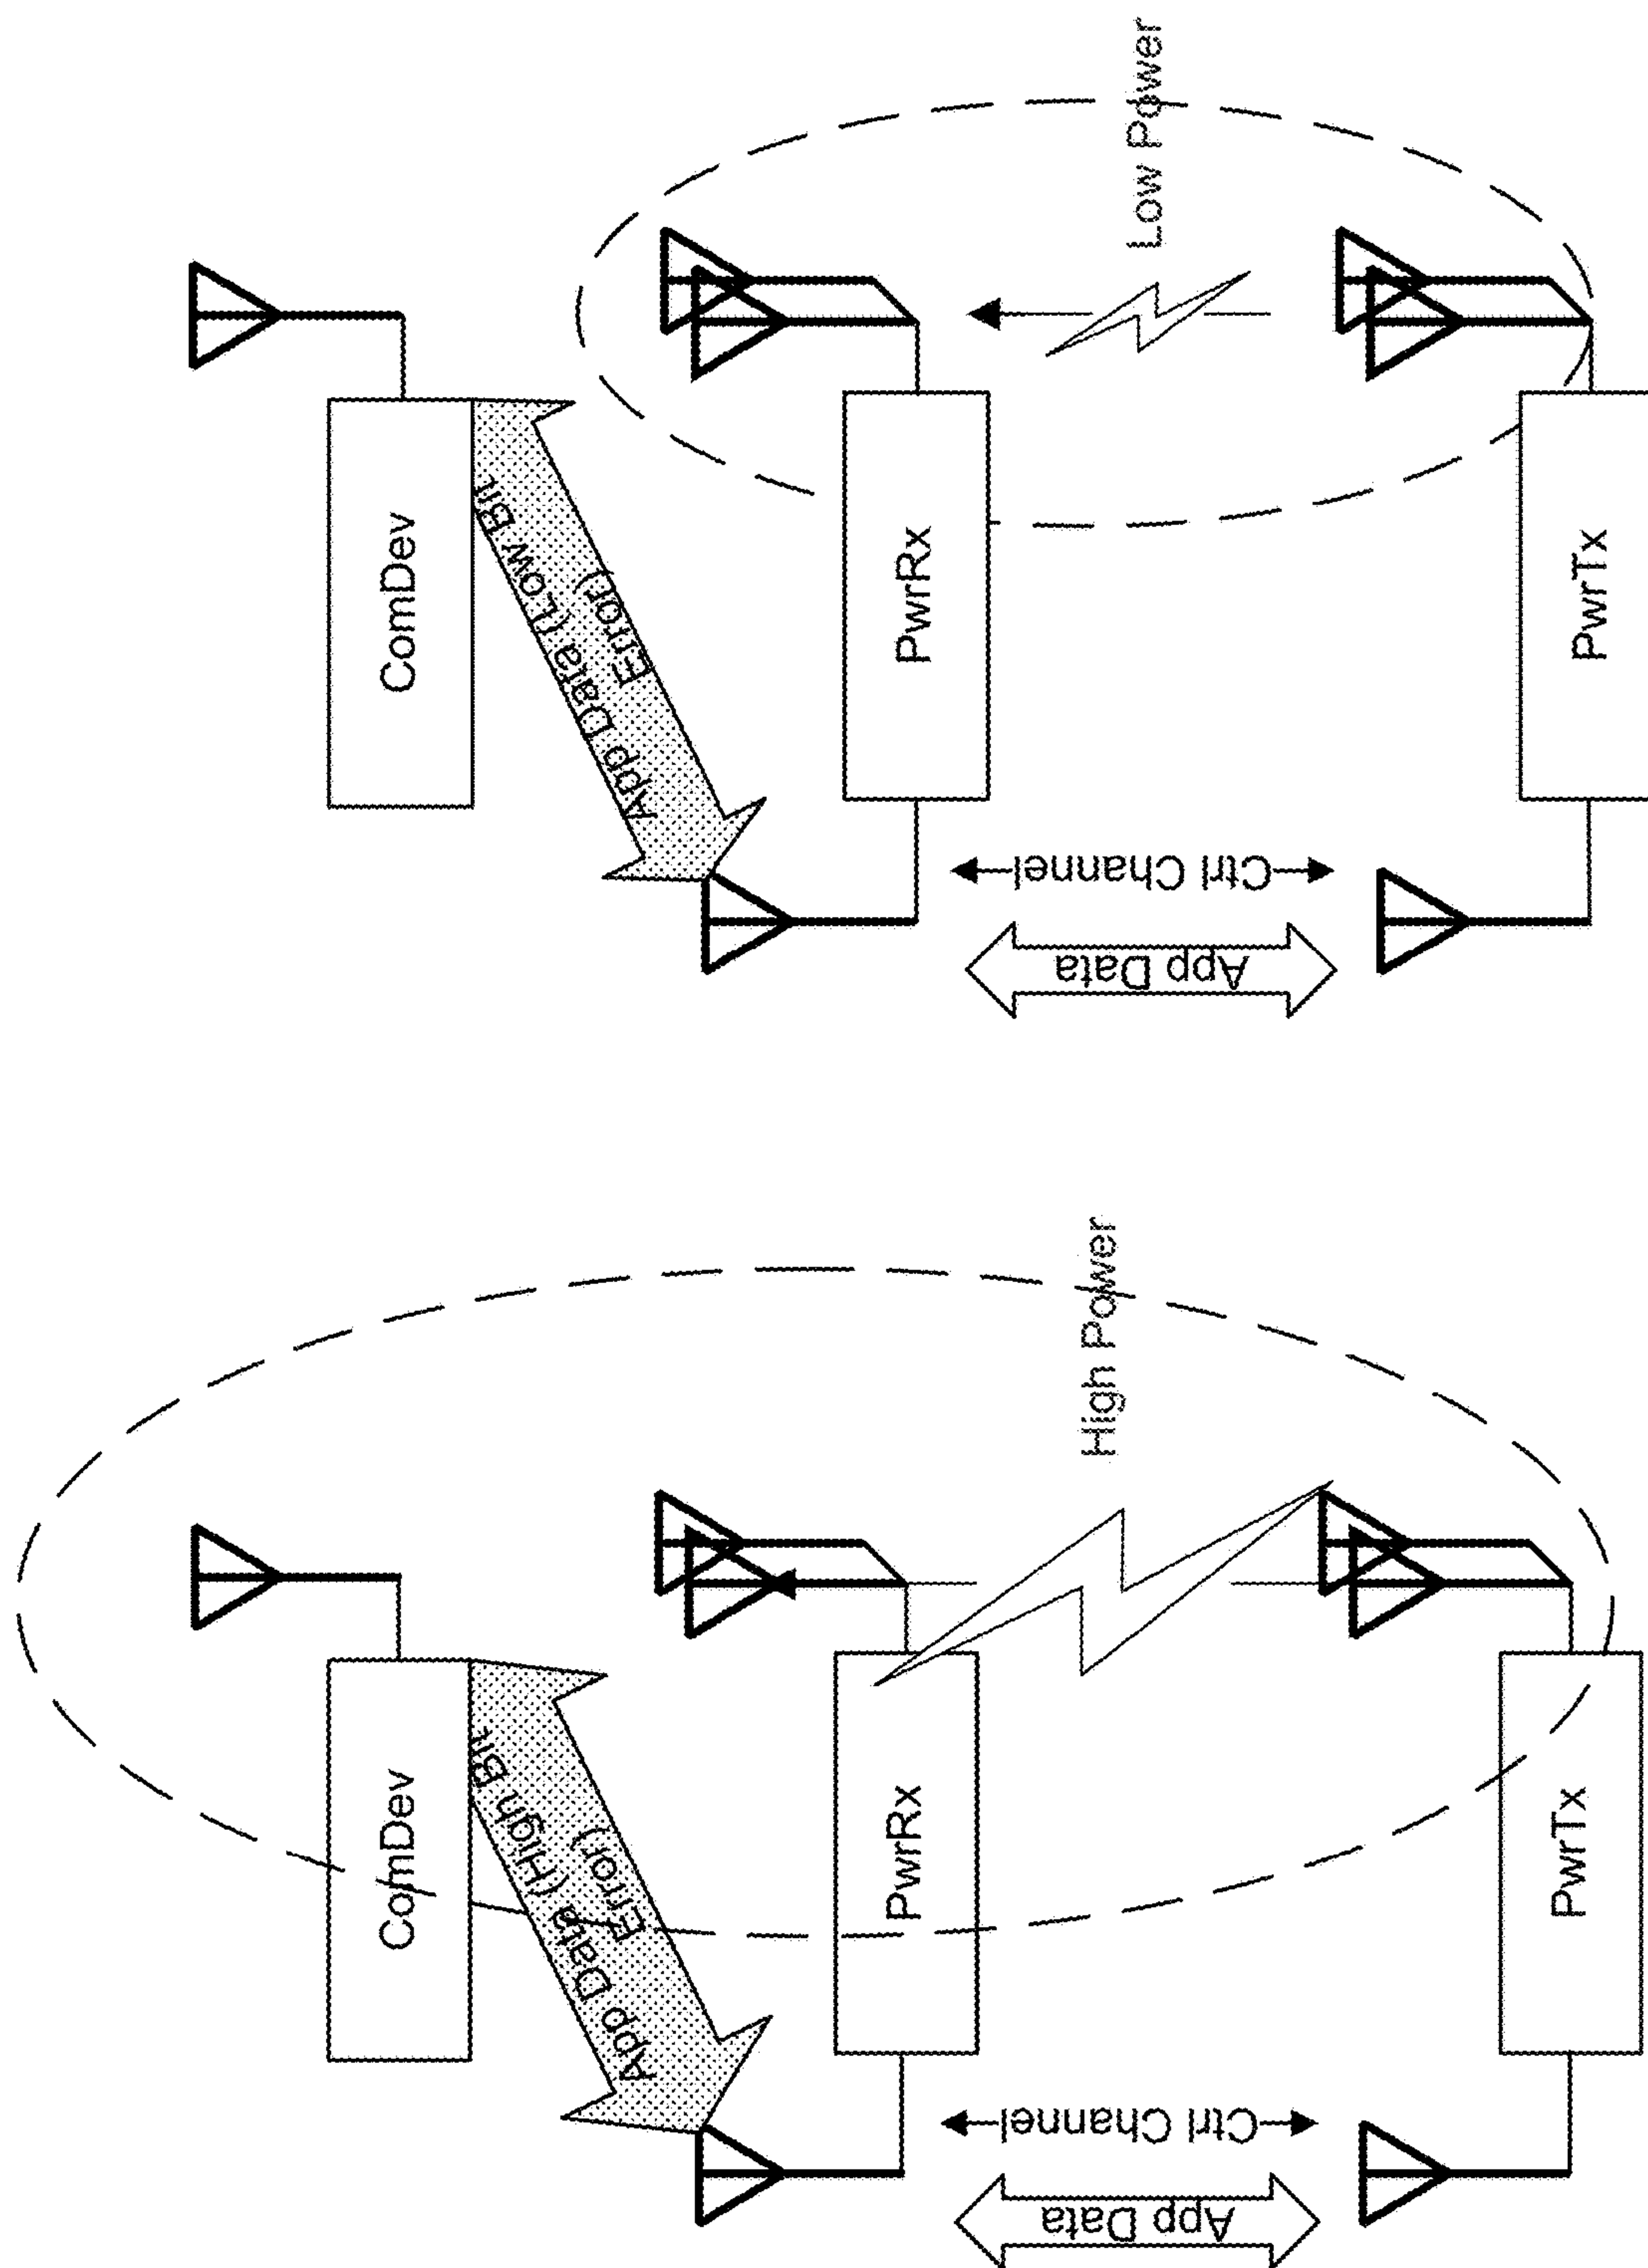 ComDev
App Data (Low Bit
Error)
Low Power
PwrRx
Ctrl Channel
App Data
PwrTx
ComDev
App Data (High Bit
Error)
High Power
PwrRx
Ctrl Channel
App Data
PwrTx